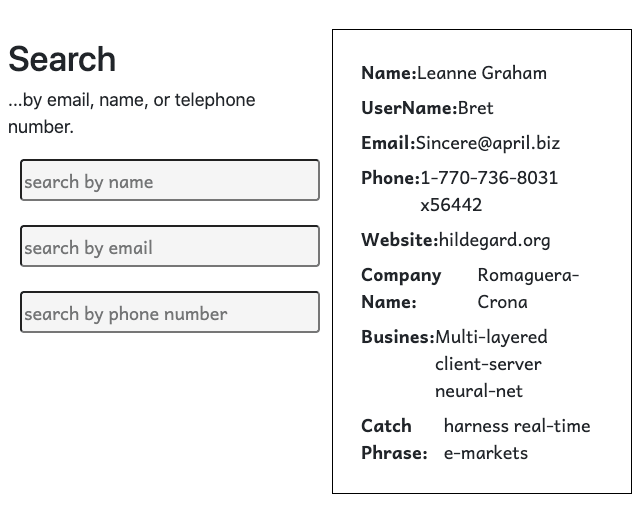 Search
...by email, name, or telephone
number.
search by name
search by email
search by phone number
Name:Leanne Graham
UserName:Bret
Email:Sincere@april.biz
Phone:1-770-736-8031
x56442
Website:hildegard.org
Company Romaguera-
Name: Crona
Busines:Multi-layered
client-server
neural-net
Catch harness real-time
Phrase: e-markets